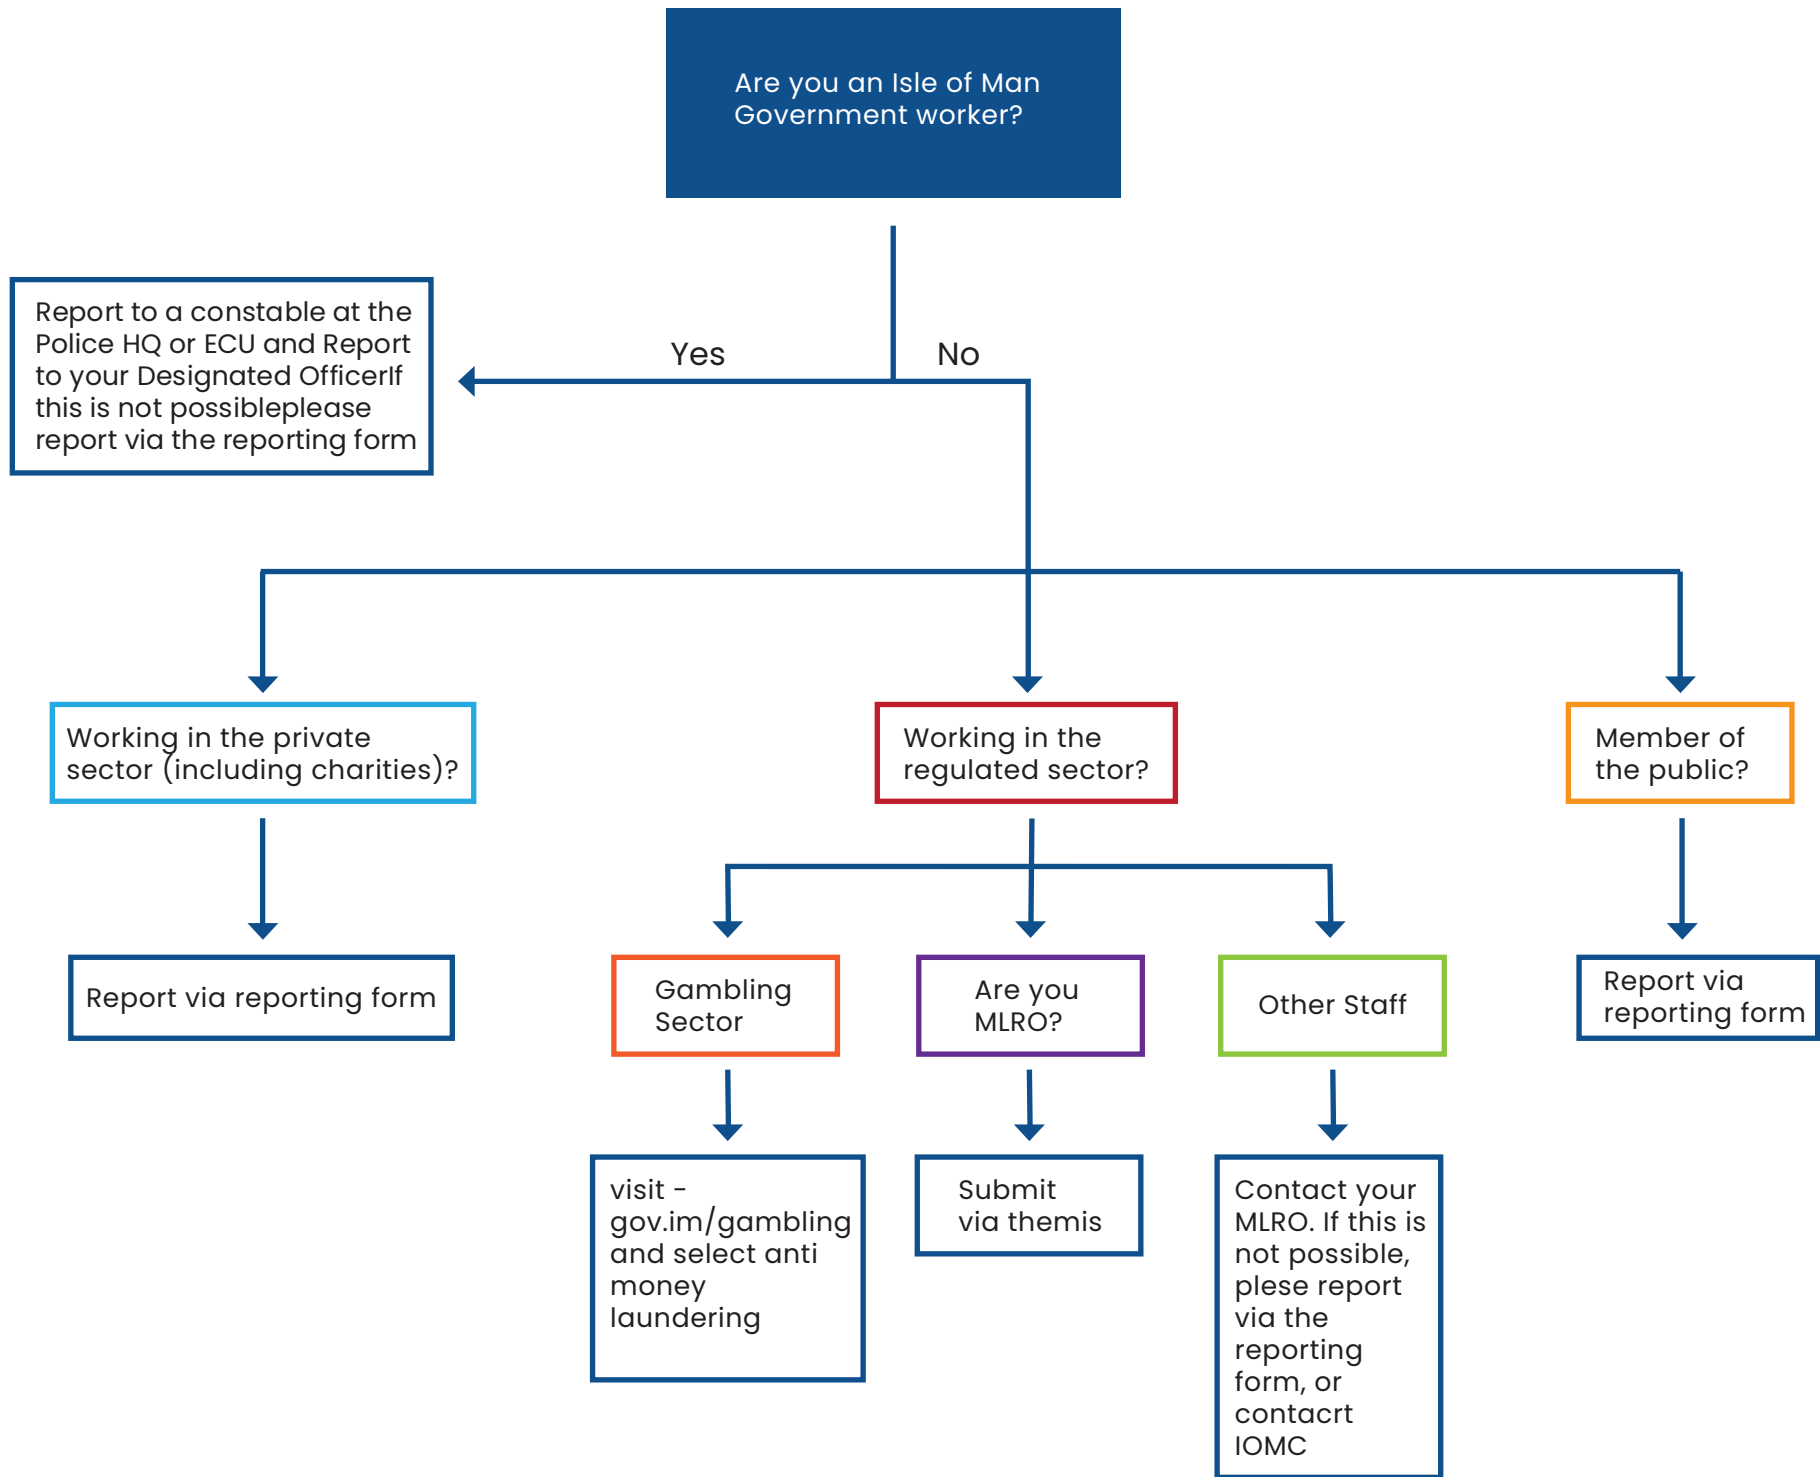 Are you an Isle of Man
Government worker?
Report to a constable at the
Police HQ or ECU and Report
to your Designated OfficerIf
this is not possibleplease
report via the reporting form
Yes
No
Working in the private
sector (including charities)?
Working in the
regulated sector?
Member of
the public?
Report via reporting form
Gambling
Sector
Are you
MLRO?
Other Staff
Report via
reporting form
visit -
gov.im/gambling
and select anti
money
laundering
Submit
via themis
Contact your
MLRO. If this is
not possible,
plese report
via the
reporting
form, or
contacrt
IOMC